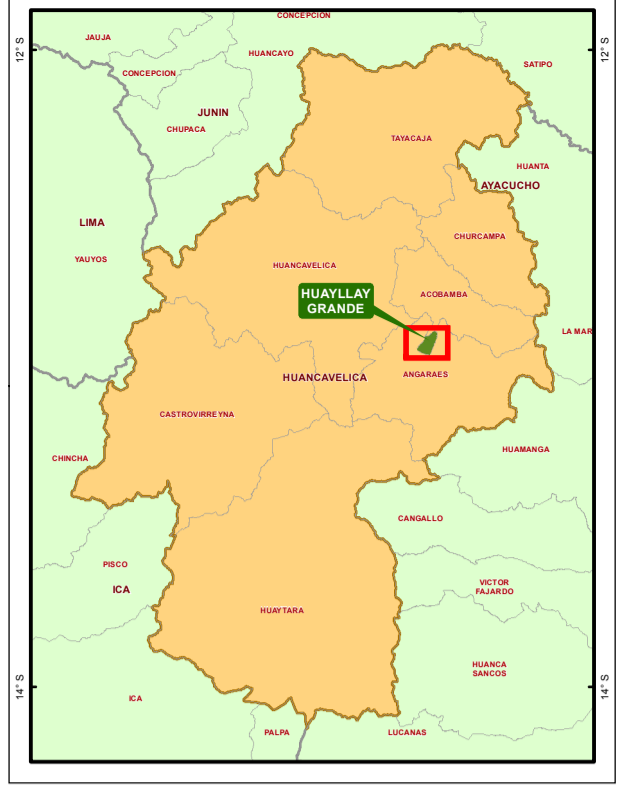 CONCEPCION
JAUJA
12° S
12° S
HUANCAYO
SATIPO
CONCEPCION
JUNIN
CHUPACA
TAYACAJA
HUANTA
AYACUCHO
LIMA
CHURCAMPA
YAUYOS
HUANCAVELICA
ACOBAMBA
HUAYLLAY
GRANDE
LA MAR
ANGARAES
HUANCAVELICA
CASTROVIRREYNA
HUAMANGA
CHINCHA
CANGALLO
PISCO
ICA
VICTOR
FAJARDO
HUAYTARA
HUANCA
SANCOS
14° S
14° S
ICA
PALPA
LUCANAS